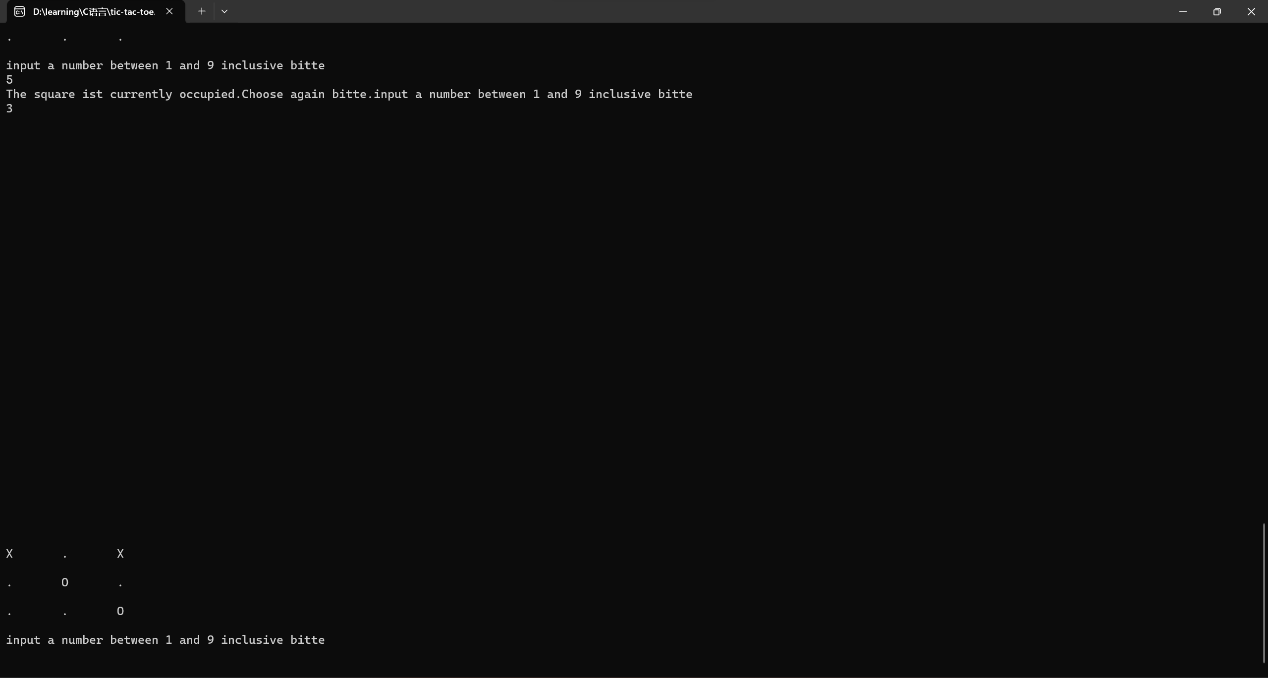 D:\learning\C语言\tic-tac-toe.
. . .
input a number between 1 and 9 inclusive bitte
5
The square ist currently occupied.Choose again bitte.input a number between 1 and 9 inclusive bitte
3
X . X
. O .
. . O
input a number between 1 and 9 inclusive bitte